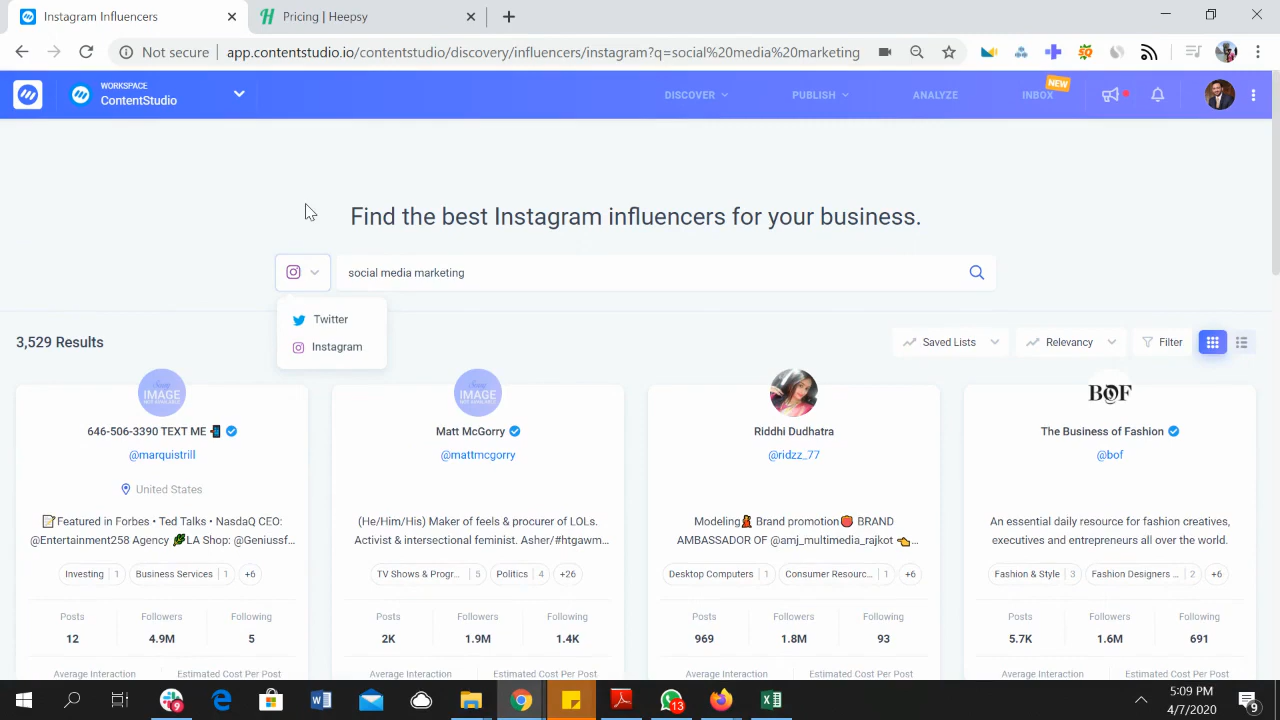 Instagram Influencers
Pricing | Heepsy
Not secure | app.contentstudio.io/contentstudio/discovery/influencers/instagram?q=social%20media%20marketing
WORKSPACE
ContentStudio
DISCOVER
PUBLISH
ANALYZE
INBOX
NEW
Find the best Instagram influencers for your business.
social media marketing
Twitter
Instagram
3,529 Results
Saved Lists
Relevancy
Filter
IMAGE
NOT AVAILABLE
646-506-3390 TEXT ME
@marquistrill
United States
📝Featured in Forbes • Ted Talks • NasdaQ CEO:
@Entertainment258 Agency 🌿LA Shop: @Geniussf...
Investing 1
Business Services 1
+6
Posts Followers Following
12 4.9M 5
Average Interaction Estimated Cost Per Post
IMAGE
NOT AVAILABLE
Matt McGorry
@mattmcgorry
(He/Him/His) Maker of feels & procurer of LOLs.
Activist & intersectional feminist. Asher/#htgawm...
TV Shows & Progr... 5
Politics 4
+26
Posts Followers Following
2K 1.9M 1.4K
Average Interaction Estimated Cost Per Post
Riddhi Dudhatra
@ridzz_77
Modeling💃 Brand promotion🛑 BRAND
AMBASSADOR OF @amj_multimedia_rajkot 👈...
Desktop Computers 1
Consumer Resourc... 1
+6
Posts Followers Following
969 1.8M 93
Average Interaction Estimated Cost Per Post
BOF
The Business of Fashion
@bof
An essential daily resource for fashion creatives,
executives and entrepreneurs all over the world.
Fashion & Style 3
Fashion Designers ... 2
+6
Posts Followers Following
5.7K 1.6M 691
Average Interaction Estimated Cost Per Post
9
13
5:09 PM
4/7/2020
9